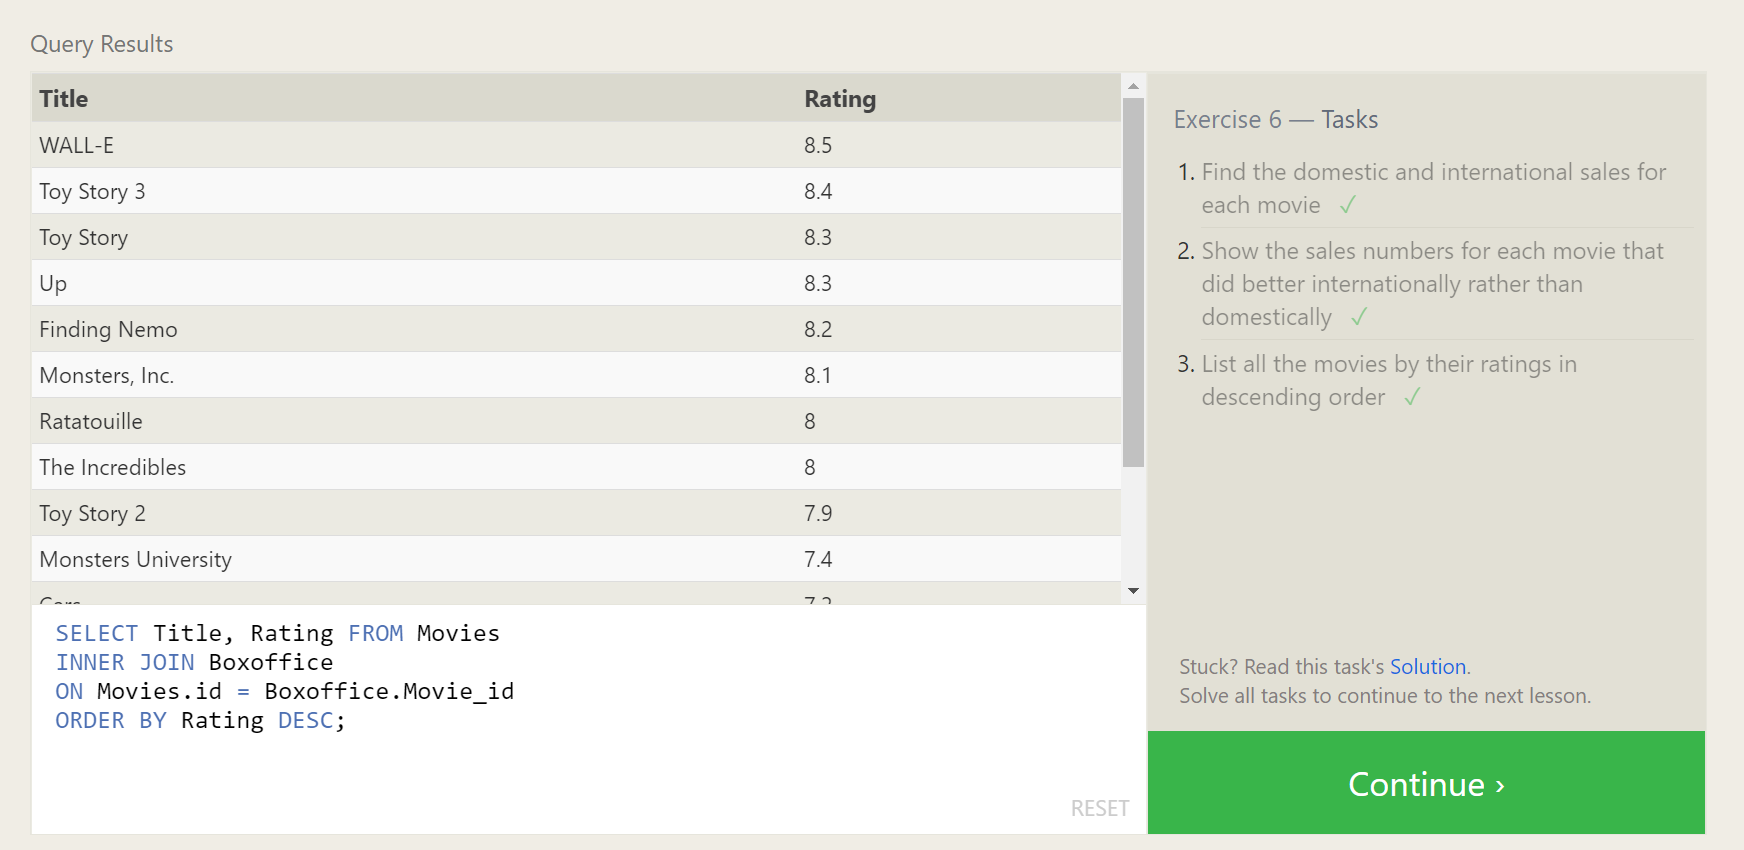 Query Results
Title Rating
WALL-E 8.5
Toy Story 3 8.4
Toy Story 8.3
Up 8.3
Finding Nemo 8.2
Monsters, Inc. 8.1
Ratatouille 8
The Incredibles 8
Toy Story 2 7.9
Monsters University 7.4
Cars 7.2
SELECT Title, Rating FROM Movies
INNER JOIN Boxoffice
ON Movies.id = Boxoffice.Movie_id
ORDER BY Rating DESC;
RESET
Exercise 6 — Tasks
1. Find the domestic and international sales for
each movie ✓
2. Show the sales numbers for each movie that
did better internationally rather than
domestically ✓
3. List all the movies by their ratings in
descending order ✓
Stuck? Read this task's Solution.
Solve all tasks to continue to the next lesson.
Continue ›